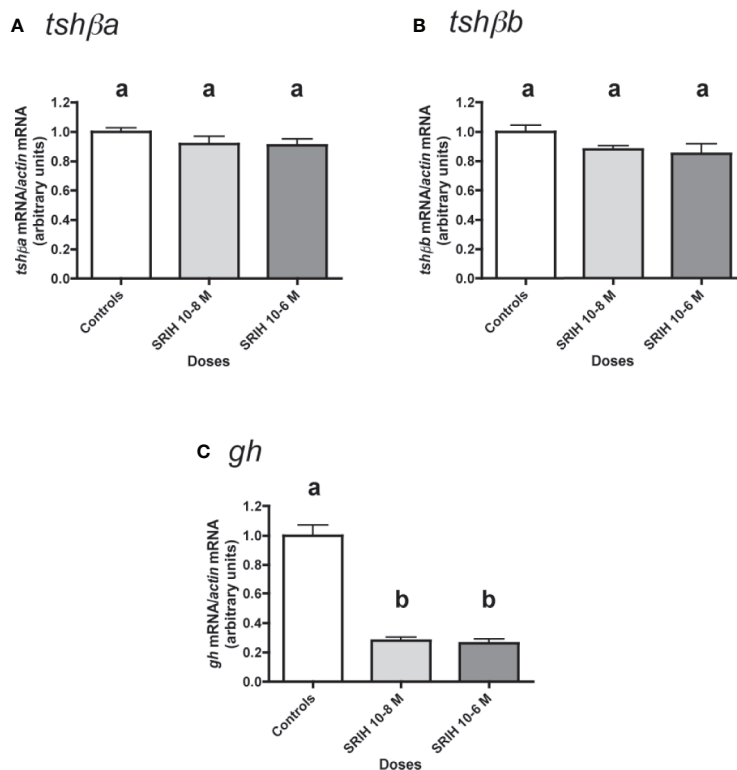 A tshβa
a a a
tshβa mRNA/actin mRNA
(arbitrary units)
1.2
1.0
0.8
0.6
0.4
0.2
0.0
Controls
SRIH 10-8 M
SRIH 10-6 M
Doses
B tshβb
a a a
tshβb mRNA/actin mRNA
(arbitrary units)
1.2
1.0
0.8
0.6
0.4
0.2
0.0
Controls
SRIH 10-8 M
SRIH 10-6 M
Doses
C gh
a
b b
gh mRNA/actin mRNA
(arbitrary units)
1.2
1.0
0.8
0.6
0.4
0.2
0.0
Controls
SRIH 10-8 M
SRIH 10-6 M
Doses